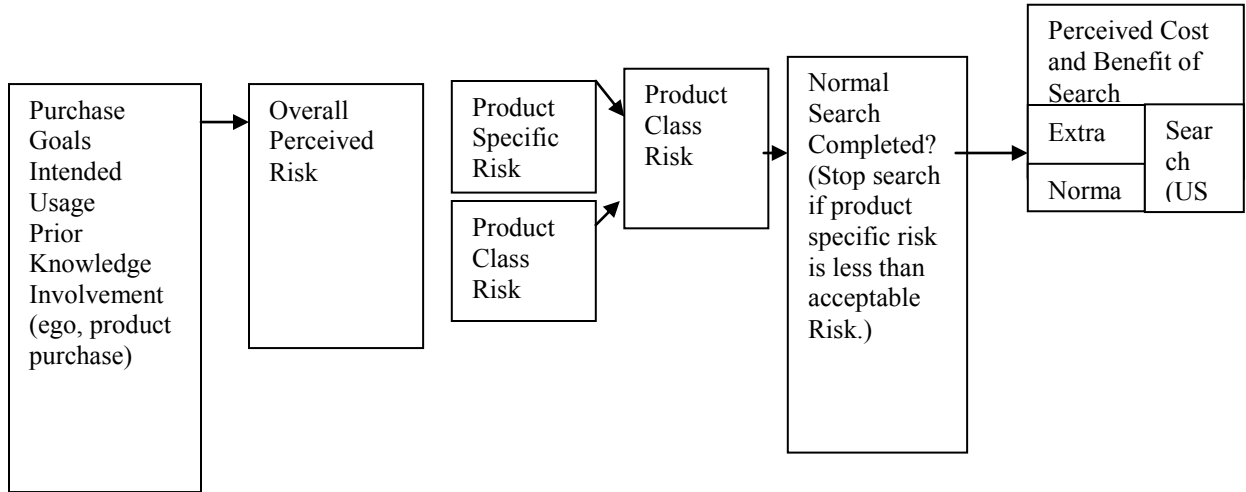 Purchase
Goals
Intended
Usage
Prior
Knowledge
Involvement
(ego, product
purchase)
Overall
Perceived
Risk
Product
Specific
Risk
Product
Class
Risk
Product
Class
Risk
Normal
Search
Completed?
(Stop search
if product
specific risk
is less than
acceptable
Risk.)
Perceived Cost
and Benefit of
Search
Extra
Norma
Sear
ch
(US